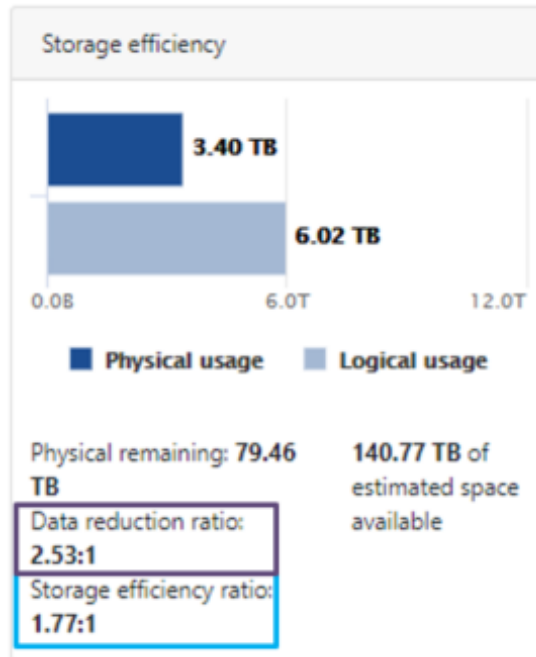 Storage efficiency
3.40 TB
6.02 TB
0.0B 6.0T 12.0T
Physical usage Logical usage
Physical remaining: 79.46
TB
Data reduction ratio:
2.53:1
Storage efficiency ratio:
1.77:1
140.77 TB of
estimated space
available